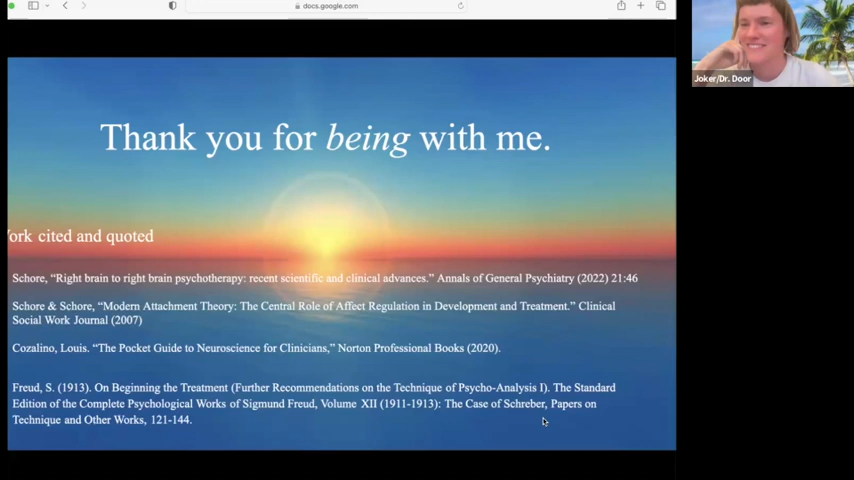 docs.google.com
Joker/Dr. Door
Thank you for being with me.
ork cited and quoted
Schore, “Right brain to right brain psychotherapy: recent scientific and clinical advances.” Annals of General Psychiatry (2022) 21:46
Schore & Schore, “Modern Attachment Theory: The Central Role of Affect Regulation in Development and Treatment.” Clinical
Social Work Journal (2007)
Cozalino, Louis. “The Pocket Guide to Neuroscience for Clinicians,” Norton Professional Books (2020).
Freud, S. (1913). On Beginning the Treatment (Further Recommendations on the Technique of Psycho-Analysis I). The Standard
Edition of the Complete Psychological Works of Sigmund Freud, Volume XII (1911-1913): The Case of Schreber, Papers on
Technique and Other Works, 121-144.